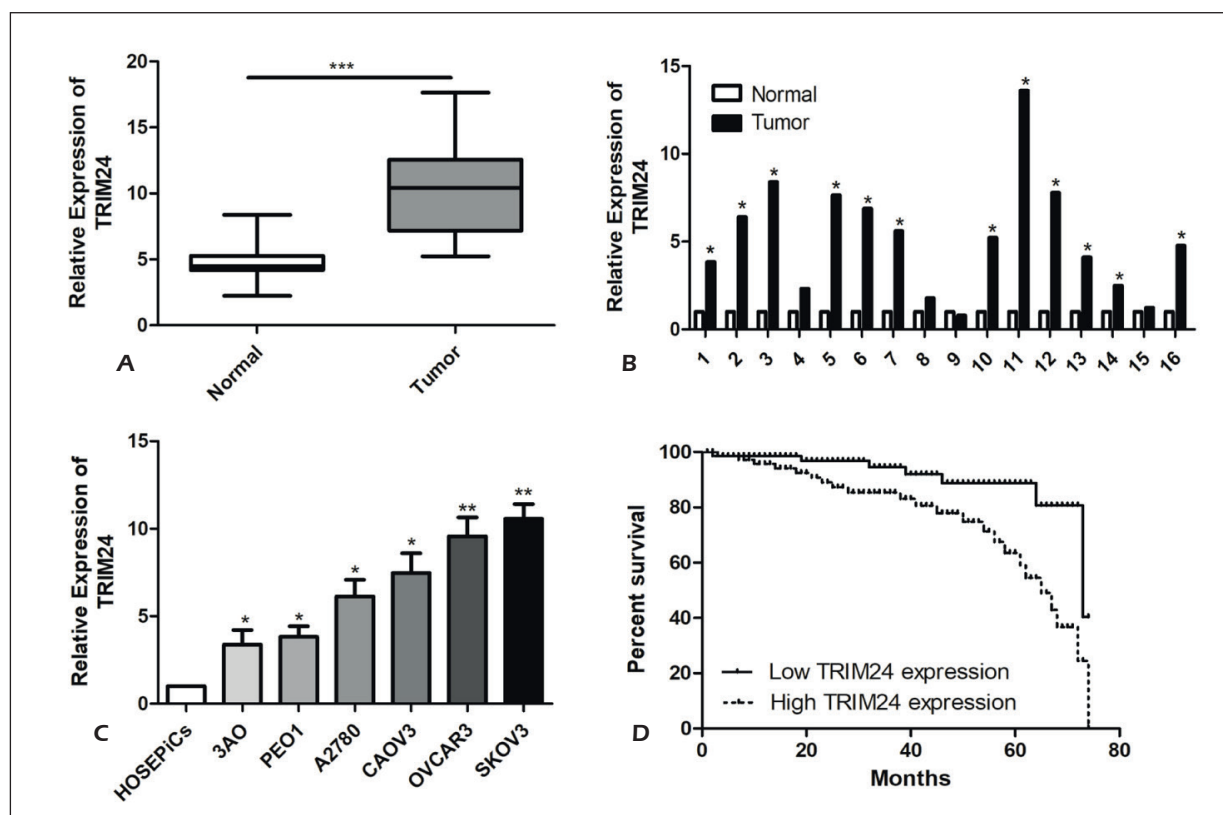 Relative Expression of
TRIM24
20
15
10
5
0
***
Normal
Tumor
A
Relative Expression of
TRIM24
15
10
5
0
Normal
Tumor
* * * * * * * * * * * *
1 2 3 4 5 6 7 8 9 10 11 12 13 14 15 16
B
Relative Expression of
TRIM24
15
10
5
0
* * * * ** **
HOSEPiCs
3AO
PEO1
A2780
CAOV3
OVCAR3
SKOV3
C
Percent survival
100
80
60
40
20
0
Low TRIM24 expression
High TRIM24 expression
0 20 40 60 80
Months
D